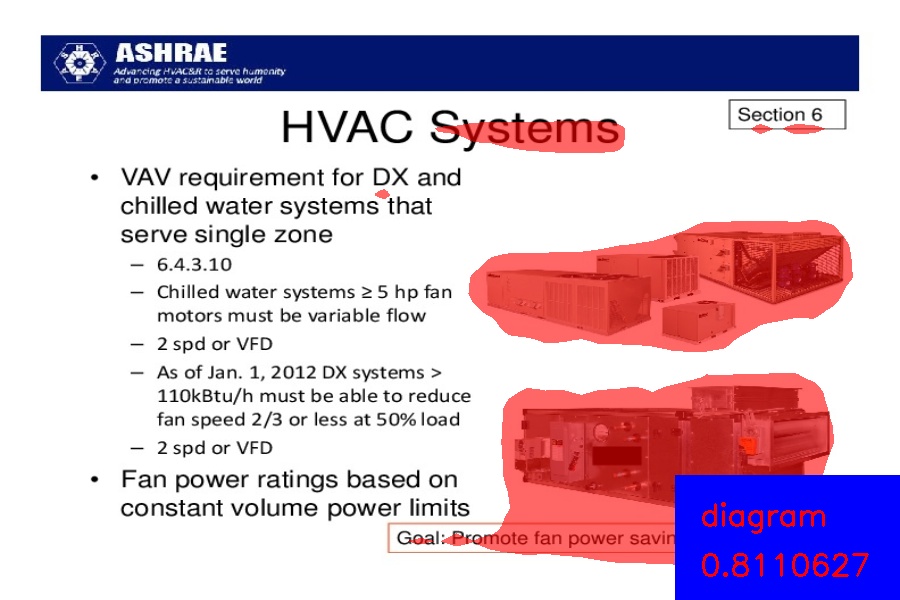 ASHRAE
Advancing HVAC&R to serve humanity
and promote a sustainable world
HVAC Systems
Section 6
• VAV requirement for DX and
chilled water systems that
serve single zone
– 6.4.3.10
– Chilled water systems ≥ 5 hp fan
motors must be variable flow
– 2 spd or VFD
– As of Jan. 1, 2012 DX systems >
110kBtu/h must be able to reduce
fan speed 2/3 or less at 50% load
– 2 spd or VFD
• Fan power ratings based on
constant volume power limits
Goal: Promote fan power
diagram
0.8110627